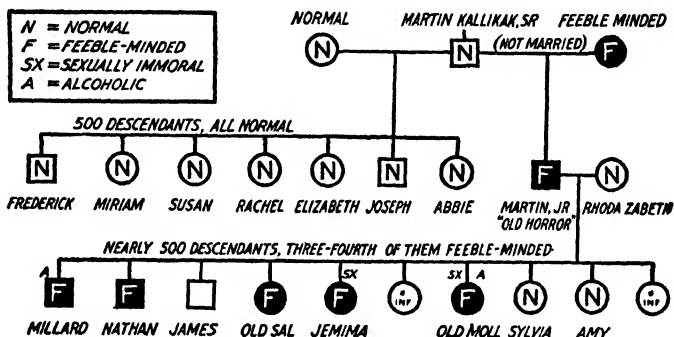 N = NORMAL
F = FEEBLE-MINDED
SX = SEXUALLY IMMORAL
A = ALCOHOLIC
NORMAL MARTIN KALLIKAK, SR FEEBLE MINDED
(NOT MARRIED)
N N F
500 DESCENDANTS, ALL NORMAL
N N N N N N N F N
FREDERICK MIRIAM SUSAN RACHEL ELIZABETH JOSEPH ABBIE MARTIN, JR RHODA ZABETH
"OLD HORROR"
NEARLY 500 DESCENDANTS, THREE-FOURTH OF THEM FEEBLE-MINDED
A SX SX A
F F F F INF F N N INF
MILLARD NATHAN JAMES OLD SAL JEMIMA OLD MOLL SYLVIA AMY